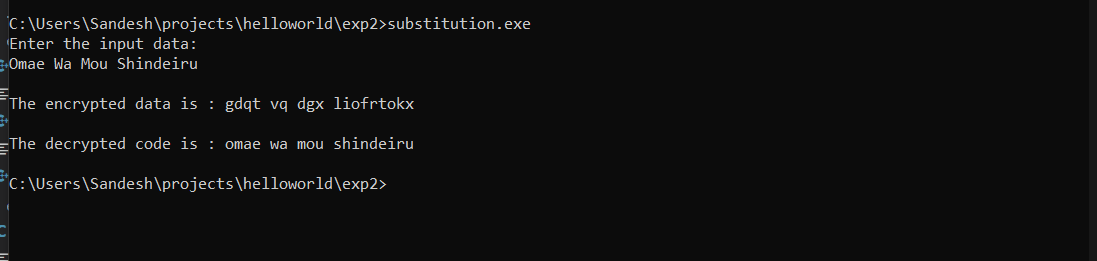 C:\Users\Sandesh\projects\helloworld\exp2>substitution.exe
Enter the input data:
Omae Wa Mou Shindeiru
The encrypted data is : gdqt vq dgx liofrtokx
The decrypted code is : omae wa mou shindeiru
C:\Users\Sandesh\projects\helloworld\exp2>